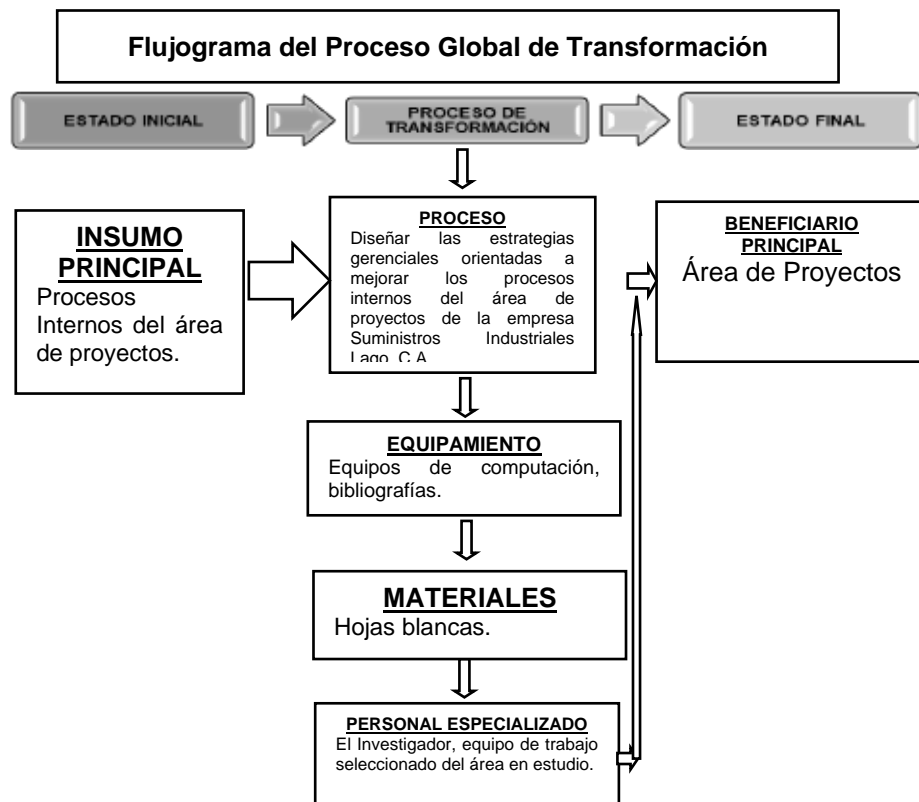 Flujograma del Proceso Global de Transformación
ESTADO INICIAL
PROCESO DE
TRANSFORMACIÓN
ESTADO FINAL
INSUMO
PRINCIPAL
Procesos
Internos del área
de proyectos.
PROCESO
Diseñar las estrategias
gerenciales orientadas a
mejorar los procesos
internos del área de
proyectos de la empresa
Suministros Industriales
Lago, C.A
EQUIPAMIENTO
Equipos de computación,
bibliografías.
MATERIALES
Hojas blancas.
PERSONAL ESPECIALIZADO
El Investigador, equipo de trabajo
seleccionado del área en estudio.
BENEFICIARIO
PRINCIPAL
Área de Proyectos